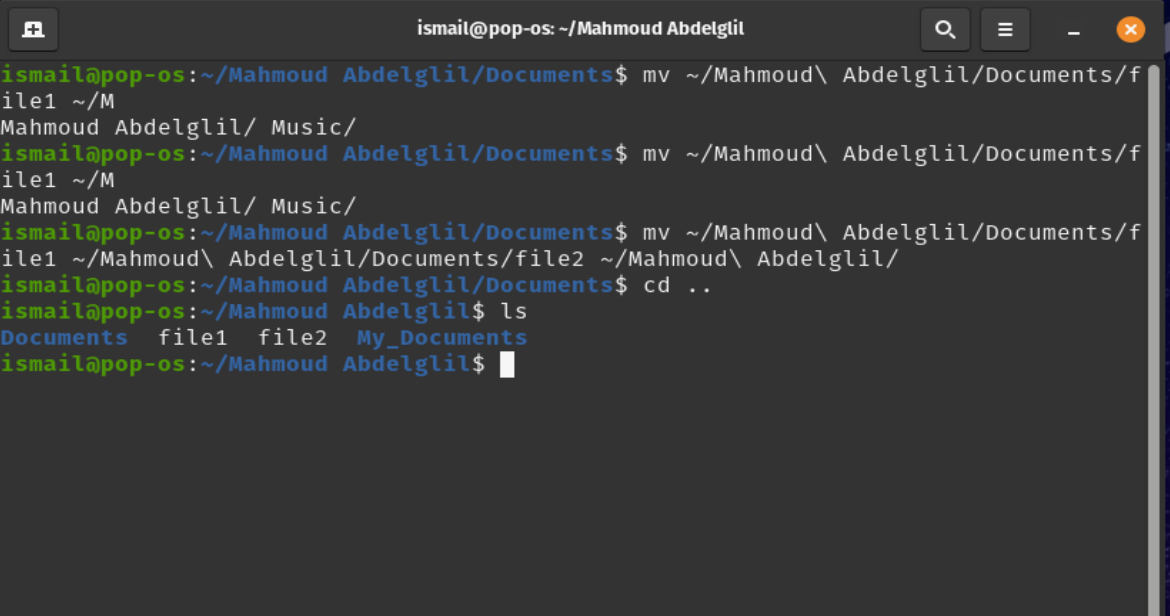 ismail@pop-os: ~/Mahmoud Abdelglil
ismail@pop-os:~/Mahmoud Abdelglil/Documents$ mv ~/Mahmoud\ Abdelglil/Documents/f
ile1 ~/M
Mahmoud Abdelglil/ Music/
ismail@pop-os:~/Mahmoud Abdelglil/Documents$ mv ~/Mahmoud\ Abdelglil/Documents/f
ile1 ~/M
Mahmoud Abdelglil/ Music/
ismail@pop-os:~/Mahmoud Abdelglil/Documents$ mv ~/Mahmoud\ Abdelglil/Documents/f
ile1 ~/Mahmoud\ Abdelglil/Documents/file2 ~/Mahmoud\ Abdelglil/
ismail@pop-os:~/Mahmoud Abdelglil/Documents$ cd ..
ismail@pop-os:~/Mahmoud Abdelglil$ ls
Documents  file1  file2  My_Documents
ismail@pop-os:~/Mahmoud Abdelglil$